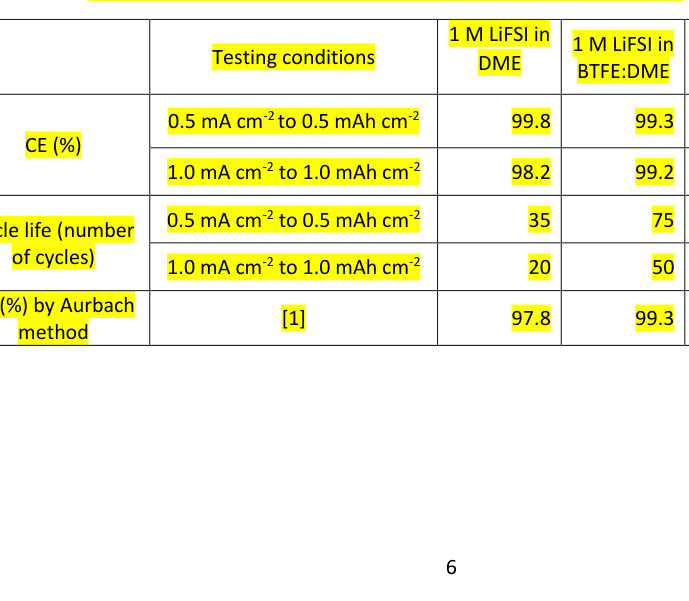 1 M LiFSI in
DME
Testing conditions
1 M LiFSI in
BTFE:DME
CE (%)
0.5 mA cm-2 to 0.5 mAh cm-2
99.8
99.3
1.0 mA cm-2 to 1.0 mAh cm-2
98.2
99.2
life (number
of cycles)
0.5 mA cm-2 to 0.5 mAh cm-2
35
75
1.0 mA cm-2 to 1.0 mAh cm-2
20
50
(%) by Aurbach
method
[1]
97.8
99.3
6